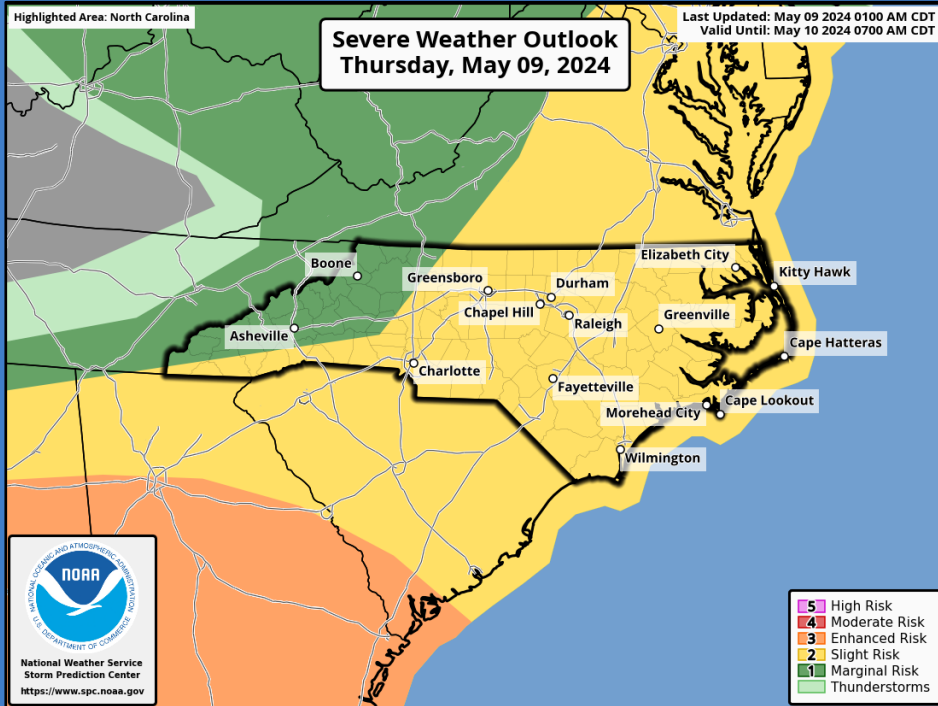 Highlighted Area: North Carolina
Severe Weather Outlook
Thursday, May 09, 2024
Last Updated: May 09 2024 0100 AM CDT
Valid Until: May 10 2024 0700 AM CDT
Boone
Greensboro
Durham
Elizabeth City
Kitty Hawk
Chapel Hill
Raleigh
Greenville
Asheville
Cape Hatteras
Charlotte
Fayetteville
Cape Lookout
Morehead City
Wilmington
NATIONAL OCEANIC AND ATMOSPHERIC ADMINISTRATION
NOAA
U.S. DEPARTMENT OF COMMERCE
National Weather Service
Storm Prediction Center
https://www.spc.noaa.gov
5 High Risk
4 Moderate Risk
3 Enhanced Risk
2 Slight Risk
1 Marginal Risk
Thunderstorms